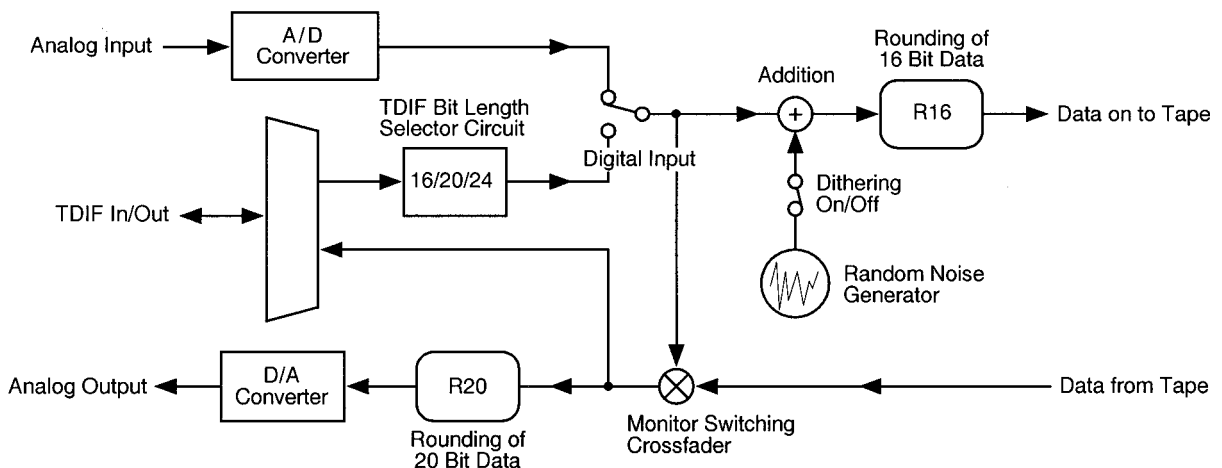 Analog Input
A/D
Converter
TDIF Bit Length
Selector Circuit
16/20/24
Digital Input
TDIF In/Out
Addition
+
Rounding of
16 Bit Data
R16
Data on to Tape
Dithering
On/Off
Random Noise
Generator
Analog Output
D/A
Converter
R20
Rounding of
20 Bit Data
Monitor Switching
Crossfader
Data from Tape